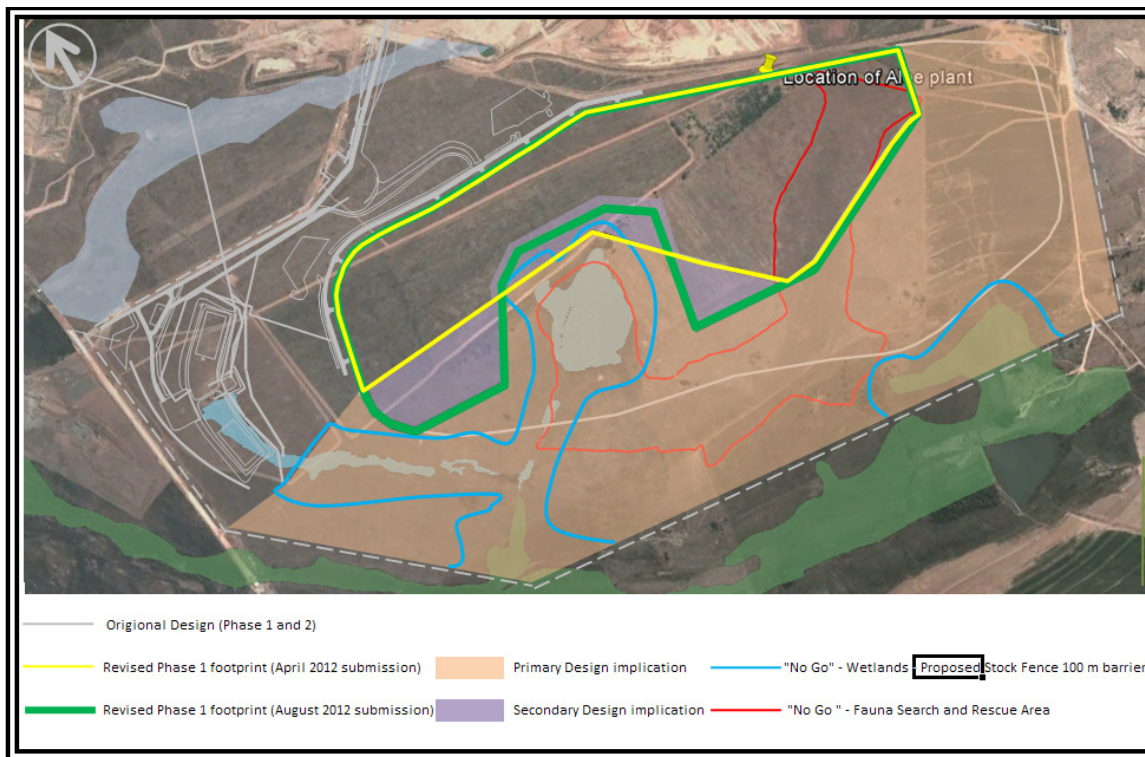 Location of Aloe plant
Origional Design (Phase 1 and 2)
Revised Phase 1 footprint (April 2012 submission) Primary Design implication "No Go" - Wetlands - Proposed Stock Fence 100 m barrier
Revised Phase 1 footprint (August 2012 submission) Secondary Design implication "No Go " - Fauna Search and Rescue Area